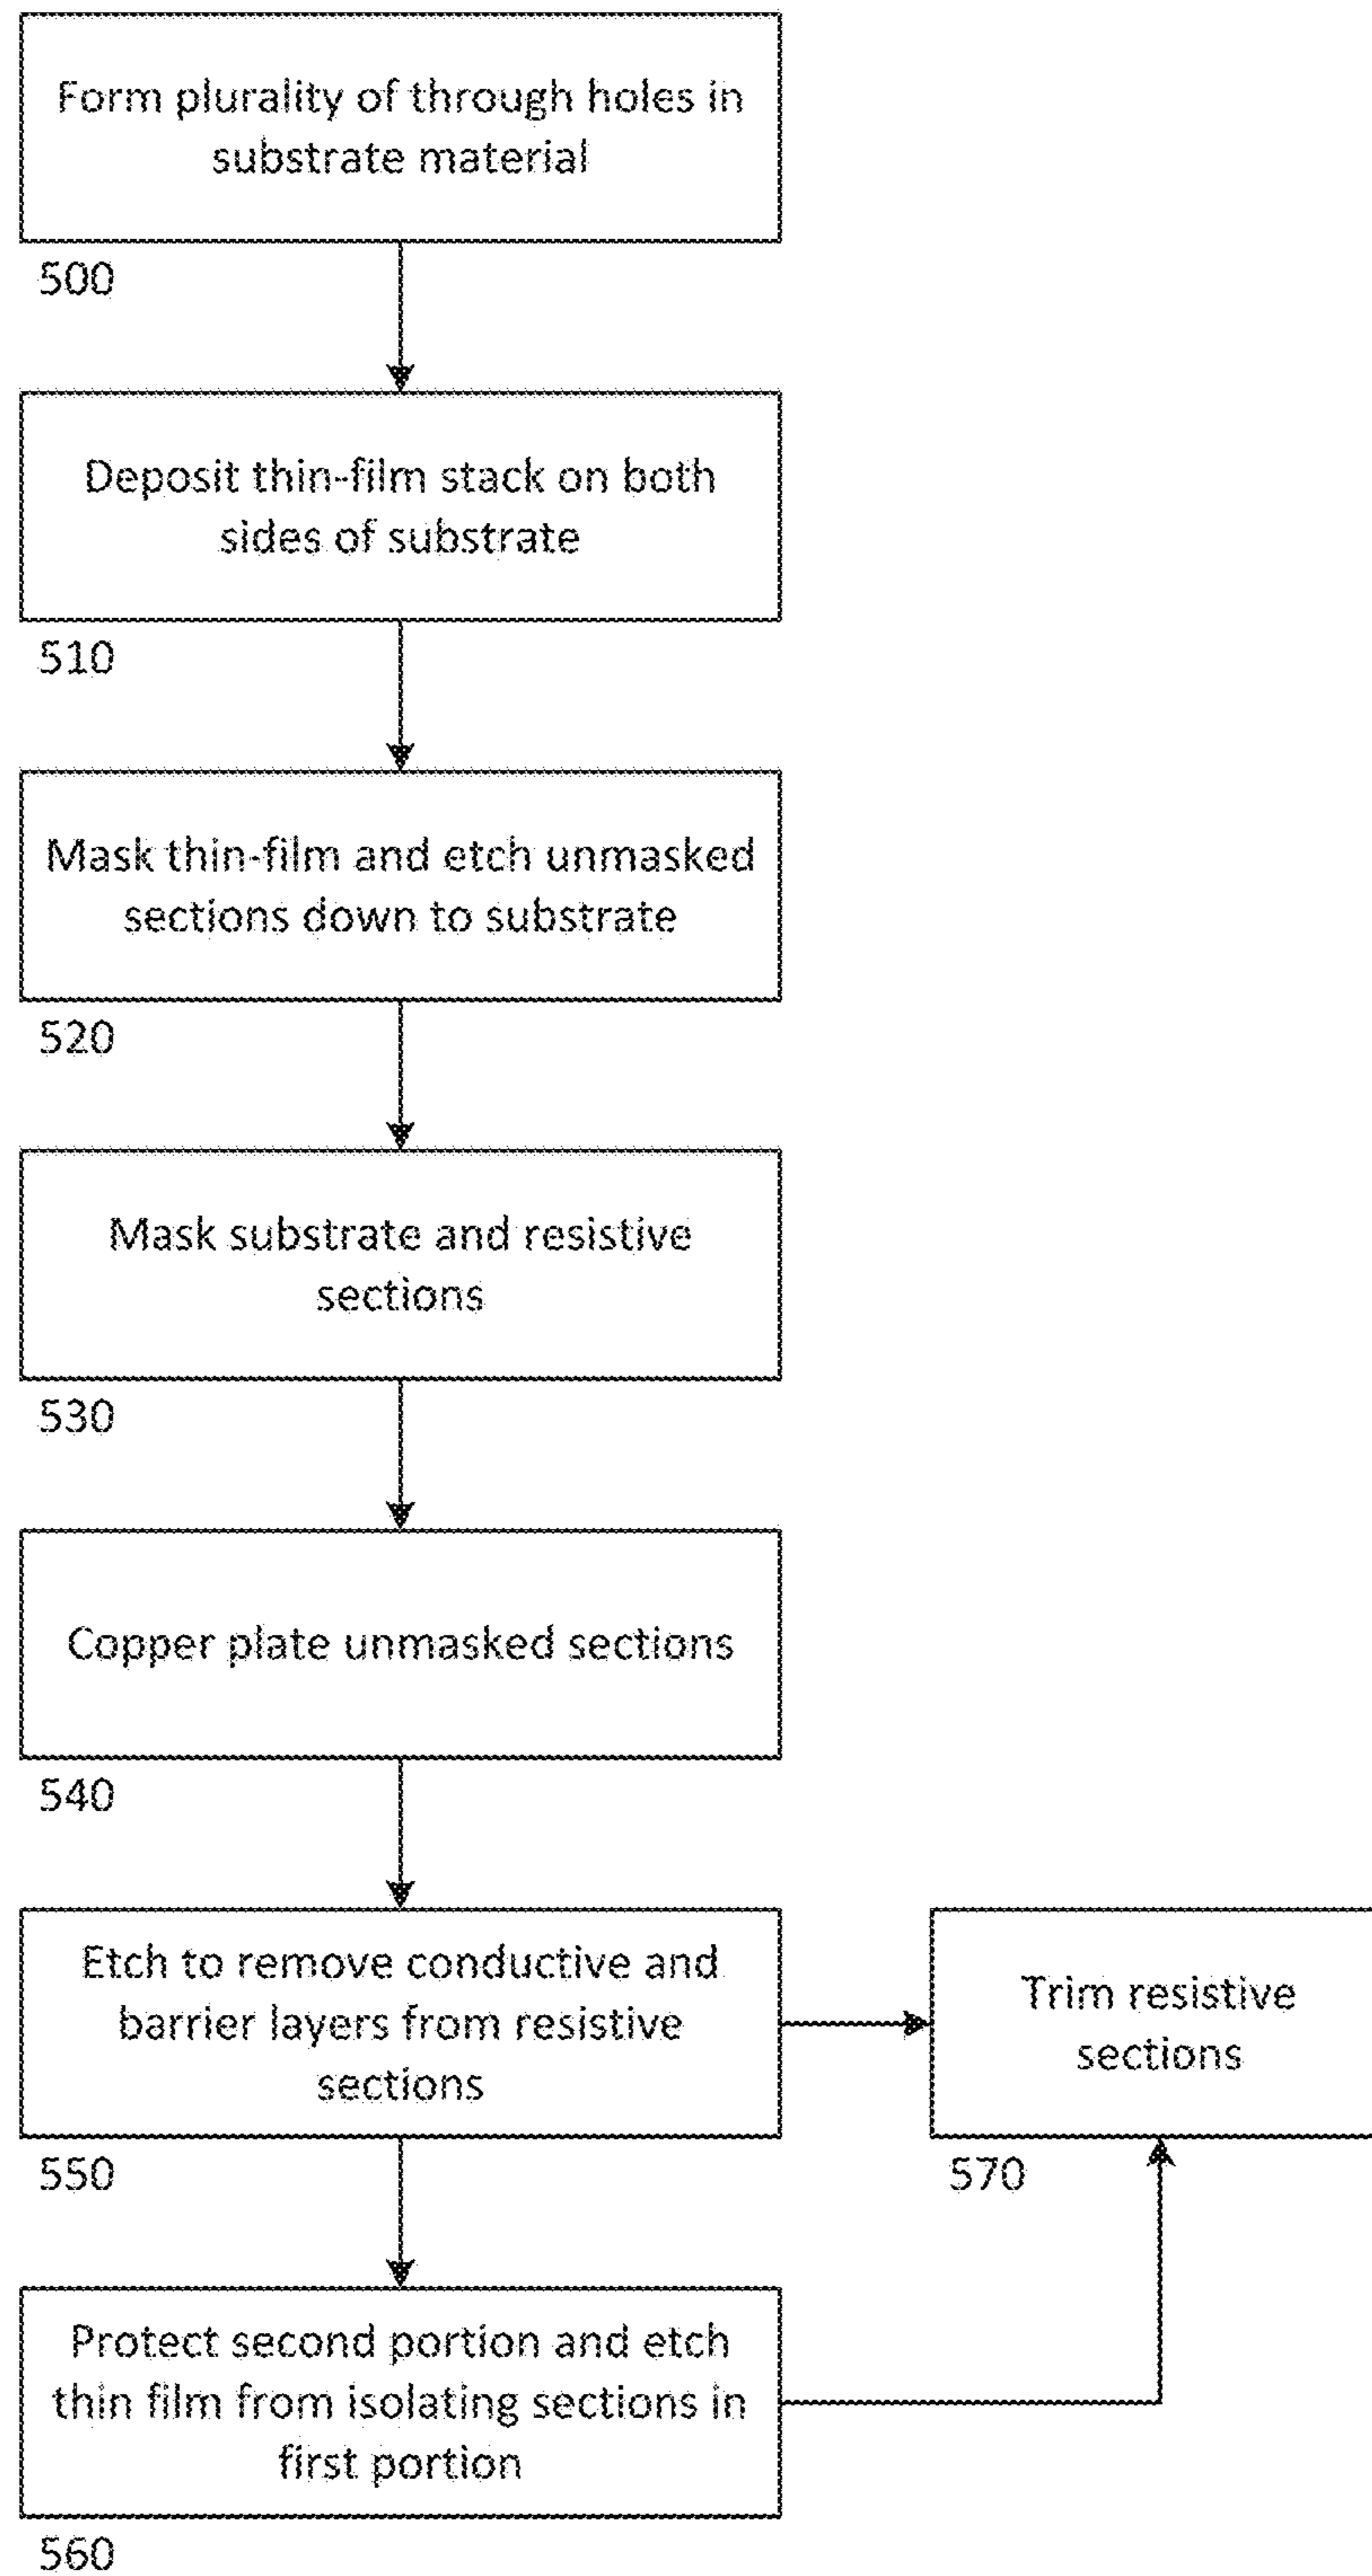 Form plurality of through holes in
substrate material
500
Deposit thin-film stack on both
sides of substrate
510
Mask thin-film and etch unmasked
sections down to substrate
520
Mask substrate and resistive
sections
530
Copper plate unmasked sections
540
Etch to remove conductive and
barrier layers from resistive
sections
550
Trim resistive
sections
570
Protect second portion and etch
thin film from isolating sections in
first portion
560